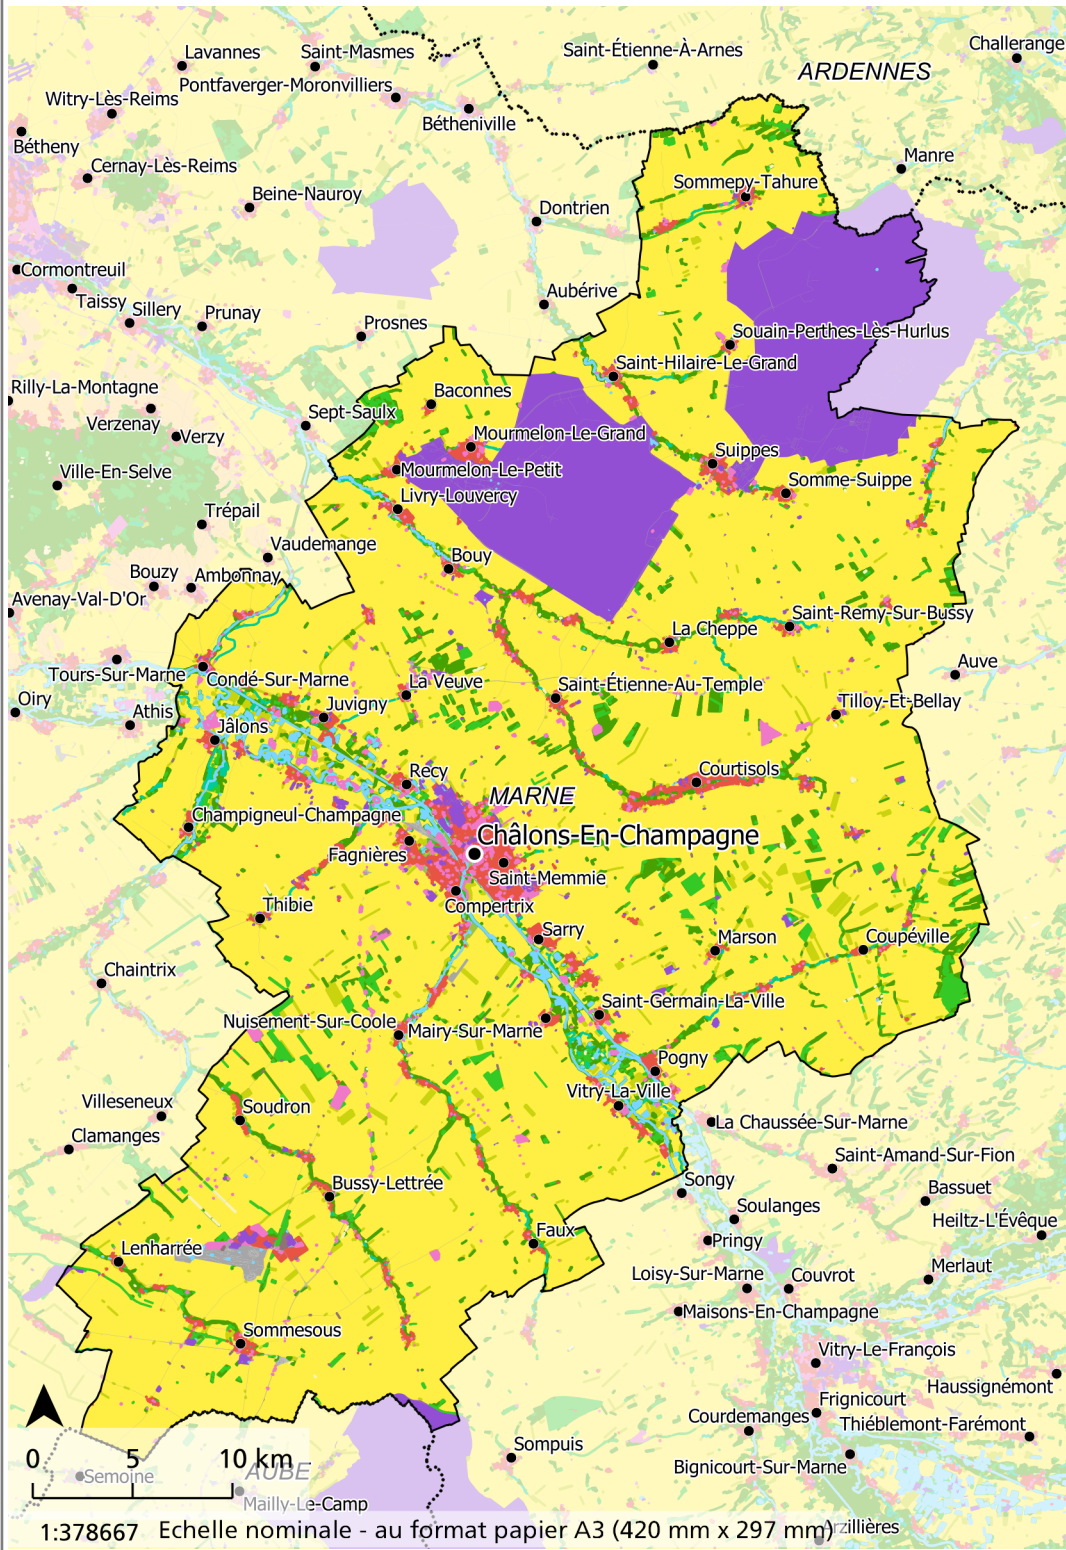 Lavannes
Saint-Masmes
Saint-Étienne-À-Arnes
Challerange
ARDENNES
Pontfaverger-Moronvilliers
Witry-Lès-Reims
Bétheniville
Bétheny
Manre
Cernay-Lès-Reims
Sommepy-Tahure
Beine-Nauroy
Dontrien
Cormontreuil
Taissy
Aubérive
Sillery
Prunay
Prosnes
Souain-Perthes-Lès-Hurlus
Saint-Hilaire-Le-Grand
Rilly-La-Montagne
Baconnes
Sept-Saulx
Verzenay
Verzy
Mourmelon-Le-Grand
Suippes
Ville-En-Selve
Mourmelon-Le-Petit
Somme-Suippe
Livry-Louvercy
Trépail
Vaudemange
Bouy
Bouzy
Ambonnay
Avenay-Val-D'Or
Saint-Remy-Sur-Bussy
La Cheppe
Auve
Tours-Sur-Marne
Condé-Sur-Marne
La Veuve
Saint-Étienne-Au-Temple
Oiry
Athis
Juvigny
Tilloy-Et-Bellay
Jâlons
Recy
Courtisols
MARNE
Champigneul-Champagne
Châlons-En-Champagne
Fagnières
Saint-Memmie
Thibie
Compertrix
Sarry
Marson
Coupéville
Chaintrix
Saint-Germain-La-Ville
Nuisement-Sur-Coole
Mairy-Sur-Marne
Pogny
Vitry-La-Ville
Villeseneux
Soudron
La Chaussée-Sur-Marne
Clamanges
Saint-Amand-Sur-Fion
Bussy-Lettrée
Songy
Bassuet
Soulanges
Heiltz-L'Évêque
Faux
Pringy
Lenharrée
Loisy-Sur-Marne
Couvrot
Merlaut
Maisons-En-Champagne
Sommesous
Vitry-Le-François
Haussignémont
Frignicourt
Courdemanges
Thiéblemont-Farémont
Sompuis
0 5 10 km
Bignicourt-Sur-Marne
Semoine
AUBE
Mailly-Le-Camp
1:378667 Echelle nominale - au format papier A3 (420 mm x 297 mm)
Arzillières